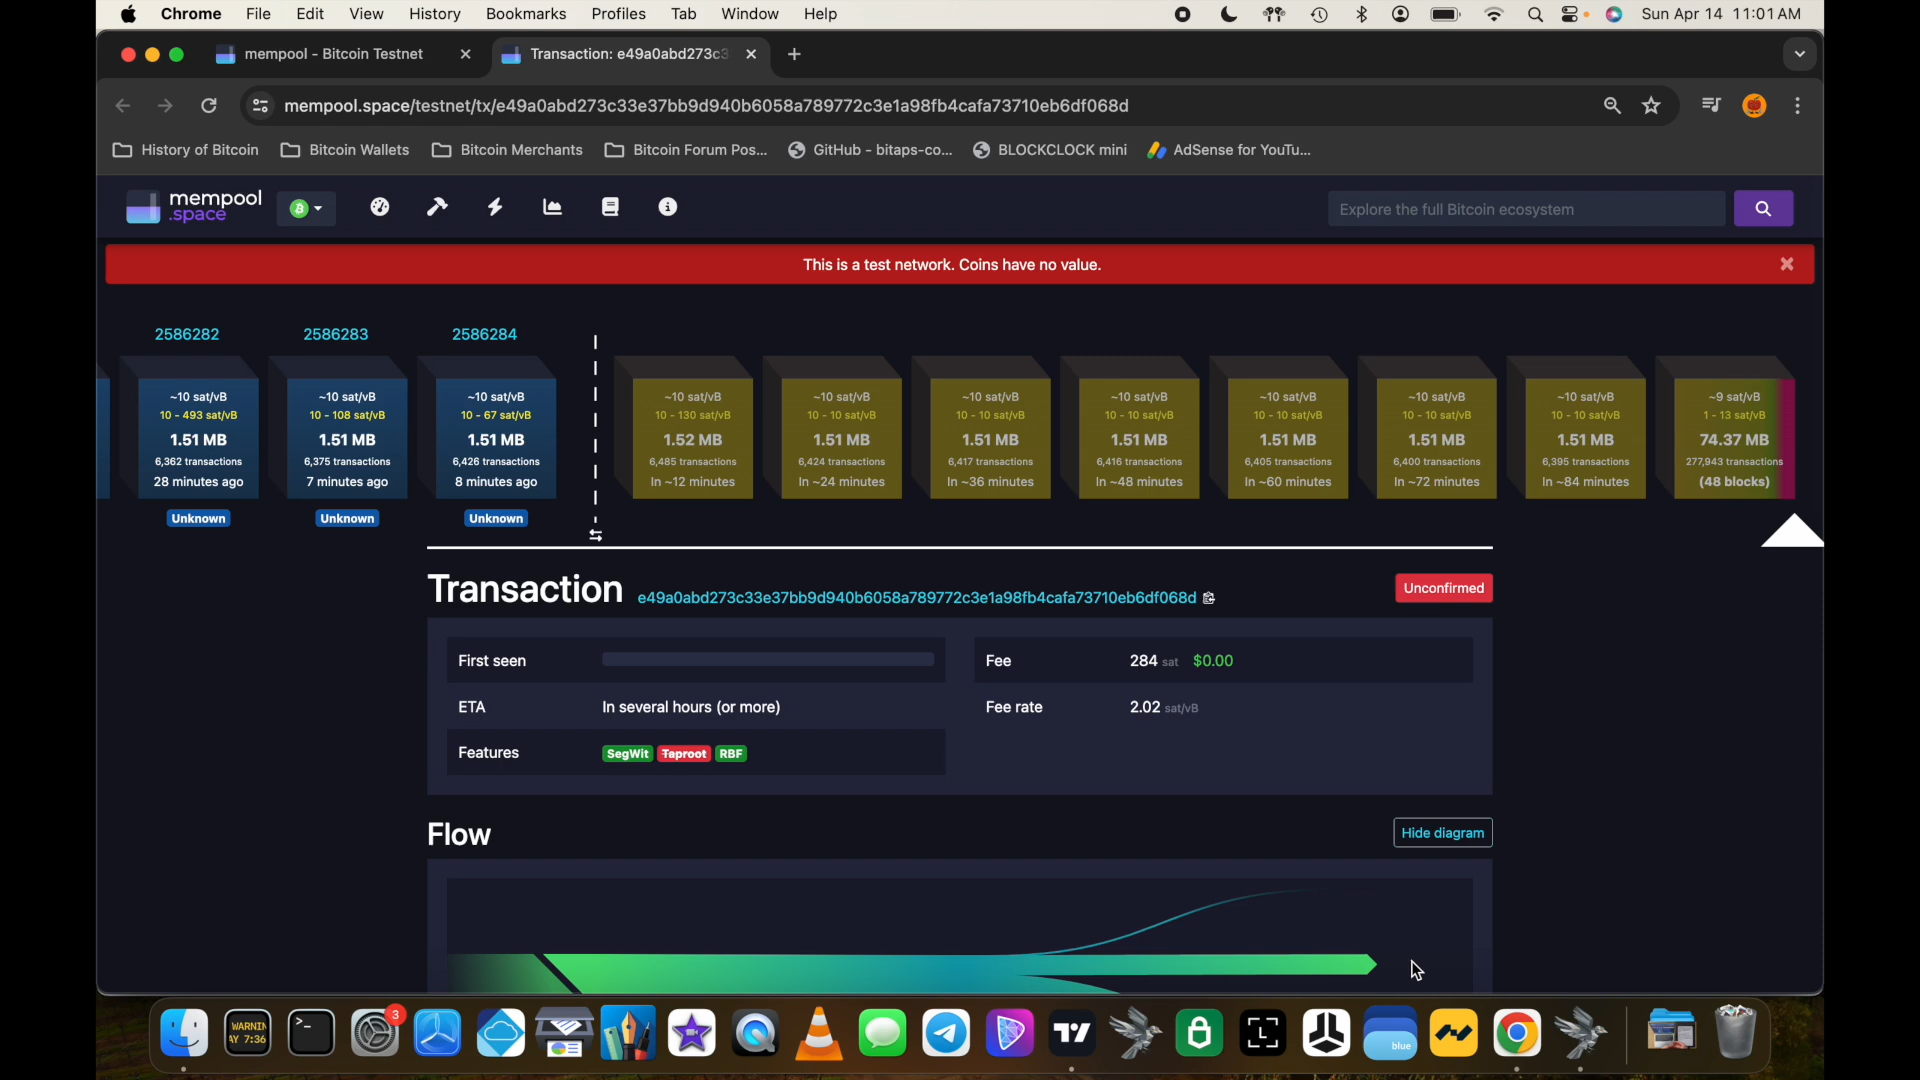 Chrome File Edit View History Bookmarks Profiles Tab Window Help Sun Apr 14 11:01 AM
mempool - Bitcoin Testnet Transaction: e49a0abd273c3
mempool.space/testnet/tx/e49a0abd273c33e37bb9d940b6058a789772c3e1a98fb4cafa73710eb6df068d
History of Bitcoin Bitcoin Wallets Bitcoin Merchants Bitcoin Forum Pos... GitHub - bitaps-co... BLOCKCLOCK mini AdSense for YouTu...
mempool
.space
Explore the full Bitcoin ecosystem
This is a test network. Coins have no value.
2586282 2586283 2586284
~10 sat/vB ~10 sat/vB ~10 sat/vB ~10 sat/vB ~10 sat/vB ~10 sat/vB ~10 sat/vB ~10 sat/vB ~10 sat/vB ~10 sat/vB ~9 sat/vB
10 - 493 sat/vB 10 - 108 sat/vB 10 - 67 sat/vB 10 - 130 sat/vB 10 - 10 sat/vB 10 - 10 sat/vB 10 - 10 sat/vB 10 - 10 sat/vB 10 - 10 sat/vB 10 - 10 sat/vB 1 - 13 sat/vB
1.51 MB 1.51 MB 1.51 MB 1.52 MB 1.51 MB 1.51 MB 1.51 MB 1.51 MB 1.51 MB 1.51 MB 74.37 MB
6,362 transactions 6,375 transactions 6,426 transactions 6,485 transactions 6,424 transactions 6,417 transactions 6,416 transactions 6,405 transactions 6,400 transactions 6,395 transactions 277,943 transactions
28 minutes ago 7 minutes ago 8 minutes ago In ~12 minutes In ~24 minutes In ~36 minutes In ~48 minutes In ~60 minutes In ~72 minutes In ~84 minutes (48 blocks)
Unknown Unknown Unknown
Transaction e49a0abd273c33e37bb9d940b6058a789772c3e1a98fb4cafa73710eb6df068d Unconfirmed
First seen Fee 284 sat $0.00
ETA In several hours (or more) Fee rate 2.02 sat/vB
Features SegWit Taproot RBF
Flow Hide diagram
WARNIN
AY 7:36
3
L
blue